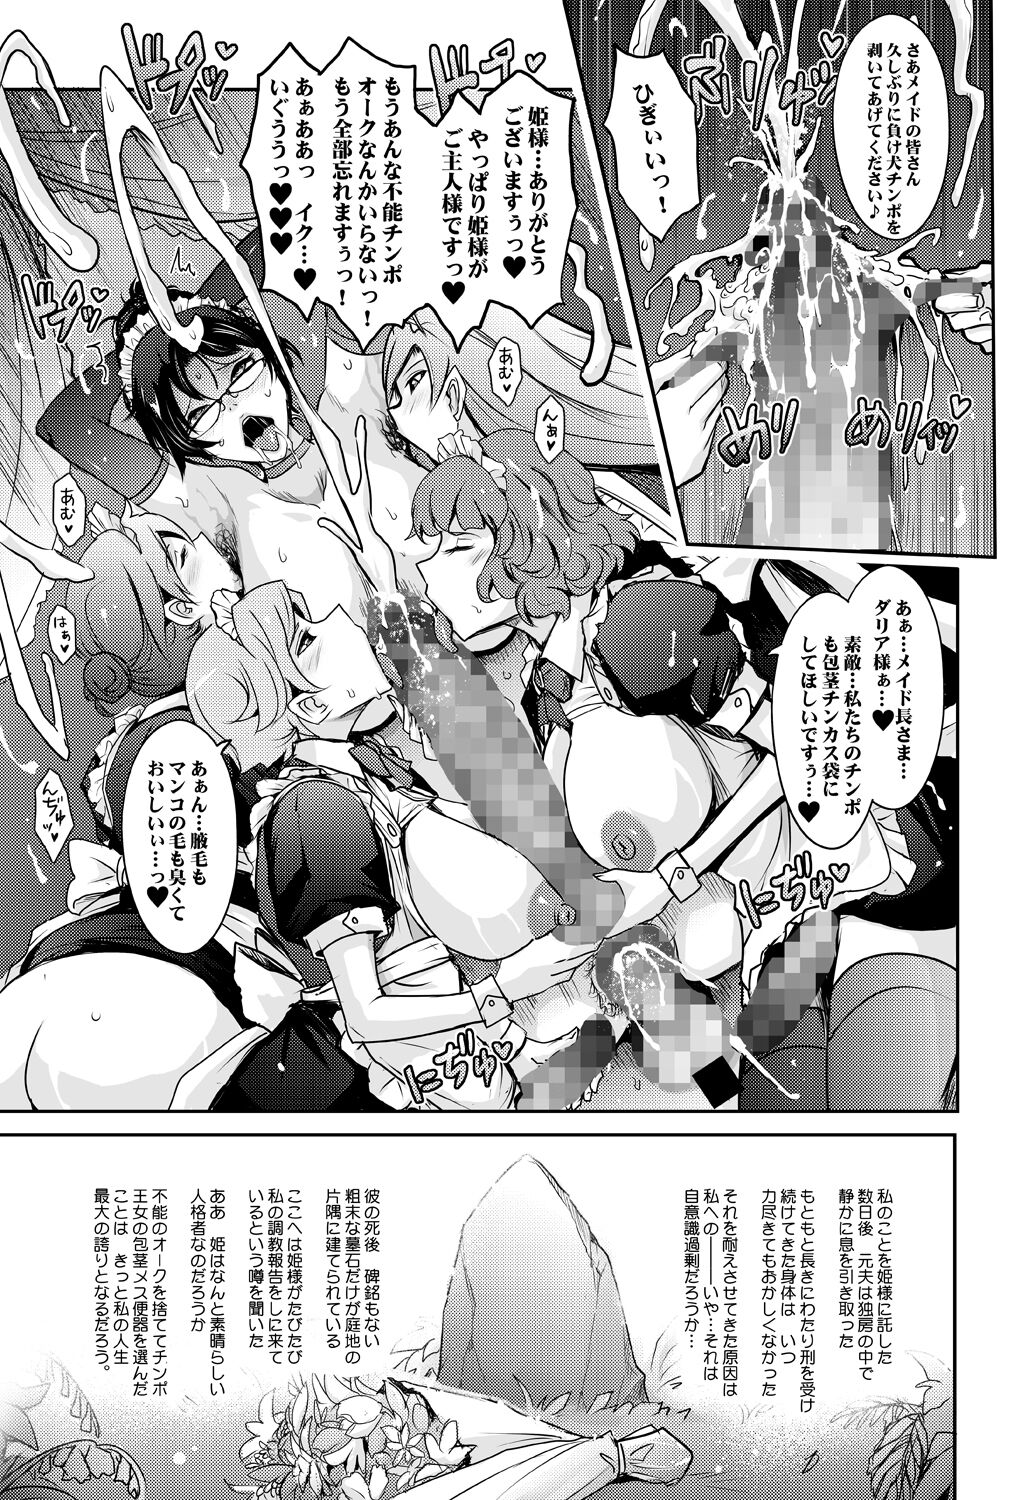 さあメイドの皆さん
久しぶりに負け犬チンポを
剥いてあげてください♪
ひぎぃいっ！
姫様…ありがとう
ございますぅっ♥
やっぱり姫様が
ご主人様ですっ♥
もうあんな不能チンポ
オークなんかいらないっ！
もう全部忘れますぅっ！
あぁああっ イク…♥
いぐううっ♥♥♥
あむ♥
んぁ♥
あむ♥
はぁ♥
んぢゅ♥
あぁ…メイド長さま…
ダリア様ぁ…♥
素敵…私たちのチンポ
も包茎チンカス袋に
してほしいですぅ…♥
あぁん…腋毛も
マンコの毛も臭くて
おいしいぃ…っ♥
めりっ
めりィッ♡
にぢゅっ
にぢゅっ♡
私のことを姫様に託した
数日後 元夫は独房の中で
静かに息を引き取った
もともと長きにわたり刑を受け
続けてきた身体は いつ
力尽きてもおかしくなかった
それを耐えさせてきた原因は
私への――いや…それは
自意識過剰だろうか…
彼の死後 碑銘もない
粗末な墓石だけが庭地の
片隅に建てられている
ここへは姫様がたびたび
私の調教報告をしに来て
いるという噂を聞いた
ああ 姫はなんと素晴らしい
人格者なのだろうか
不能のオークを捨ててチンポ
王女の包茎メス便器を選んだ
ことは きっと私の人生
最大の誇りとなるだろう。